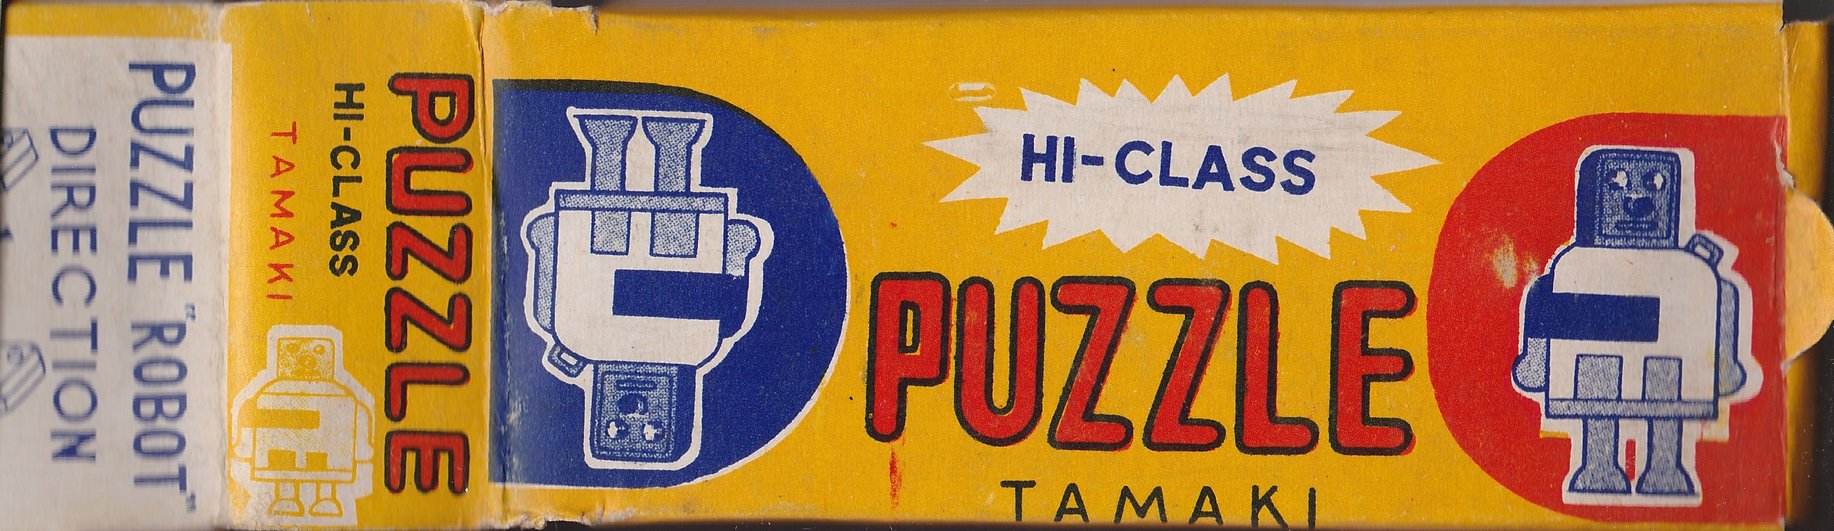 PUZZLE "ROBOT"
DIRECTION
PUZZLE
HI-CLASS
TAMAKI
HI-CLASS
PUZZLE
TAMAKI